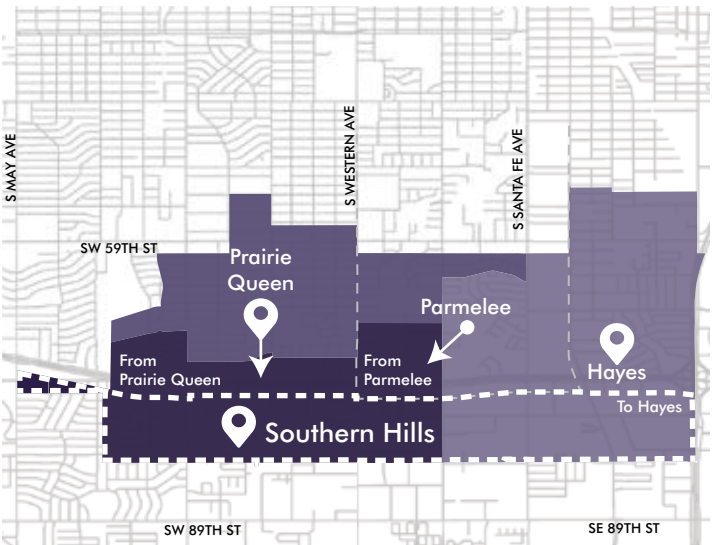 S MAY AVE
S WESTERN AVE
S SANTA FE AVE
SW 59TH ST
Prairie
Queen
Parmelee
From
Prairie Queen
From
Parmelee
Hayes
To Hayes
Southern Hills
SW 89TH ST
SE 89TH ST